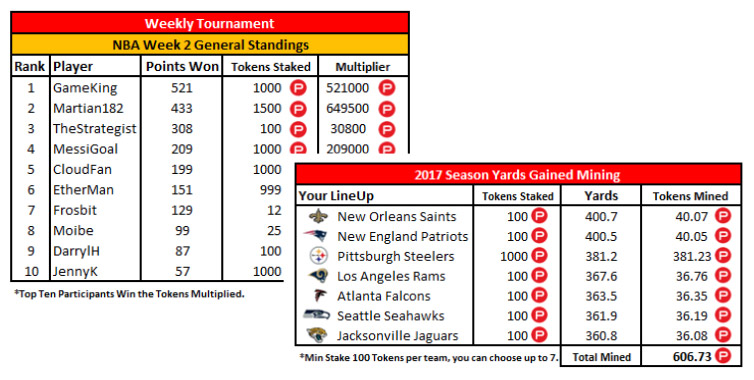 Weekly Tournament
NBA Week 2 General Standings
Rank Player Points Won Tokens Staked Multiplier
1 GameKing 521 1000 P 521000 P
2 Martian182 433 1500 P 649500 P
3 TheStrategist 308 100 P 30800 P
4 MessiGoal 209 1000 P 209000 P
5 CloudFan 199 1000
6 EtherMan 151 999
7 Frosbit 129 12
8 Moibe 99 25
9 DarrylH 87 100
10 JennyK 57 1000
*Top Ten Participants Win the Tokens Multiplied.
2017 Season Yards Gained Mining
Your LineUp Tokens Staked Yards Tokens Mined
New Orleans Saints 100 P 400.7 40.07 P
New England Patriots 100 P 400.5 40.05 P
Pittsburgh Steelers 1000 P 381.2 381.23 P
Los Angeles Rams 100 P 367.6 36.76 P
Atlanta Falcons 100 P 363.5 36.35 P
Seattle Seahawks 100 P 361.9 36.19 P
Jacksonville Jaguars 100 P 360.8 36.08 P
*Min Stake 100 Tokens per team, you can choose up to 7. Total Mined 606.73 P